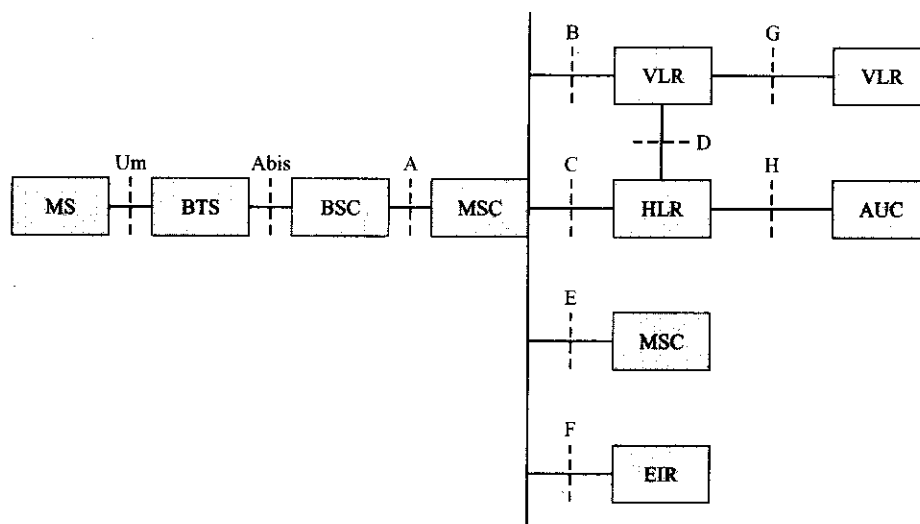 B G
VLR VLR
D
Um Abis A C H
MS BTS BSC MSC HLR AUC
E
MSC
F
EIR